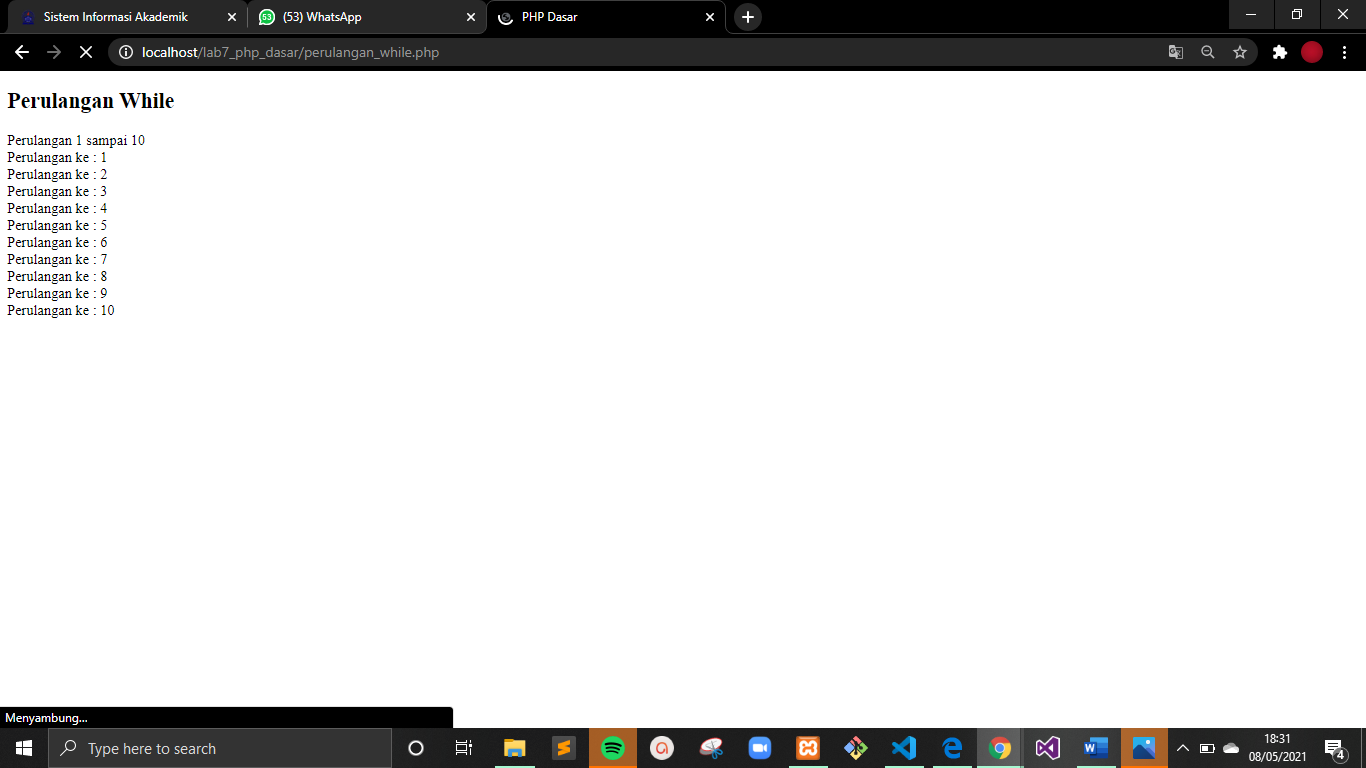 Sistem Informasi Akademik
53
(53) WhatsApp
PHP Dasar
localhost/lab7_php_dasar/perulangan_while.php
Perulangan While
Perulangan 1 sampai 10
Perulangan ke : 1
Perulangan ke : 2
Perulangan ke : 3
Perulangan ke : 4
Perulangan ke : 5
Perulangan ke : 6
Perulangan ke : 7
Perulangan ke : 8
Perulangan ke : 9
Perulangan ke : 10
Menyambung...
Type here to search
18:31
08/05/2021
4